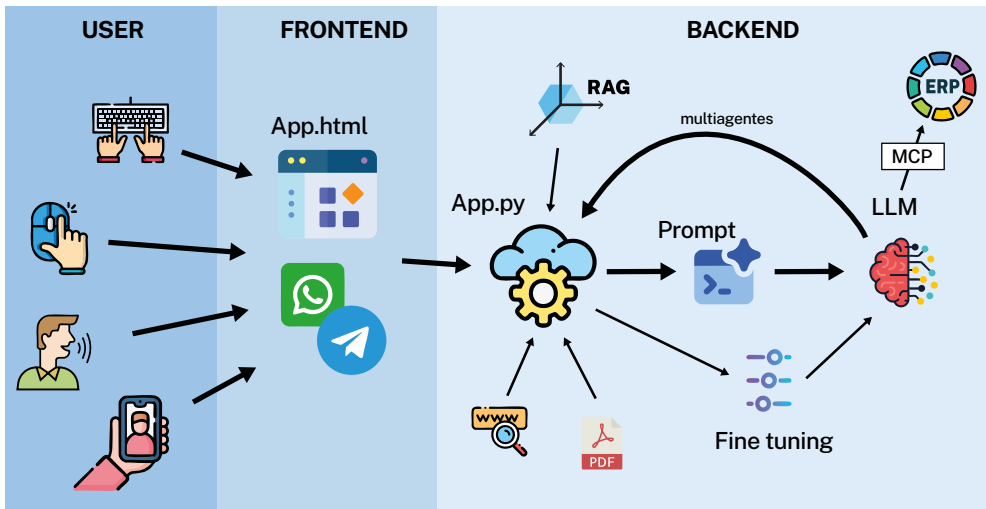 USER
FRONTEND
BACKEND
App.html
RAG
multiagentes
ERP
MCP
App.py
Prompt
LLM
www
PDF
Fine tuning